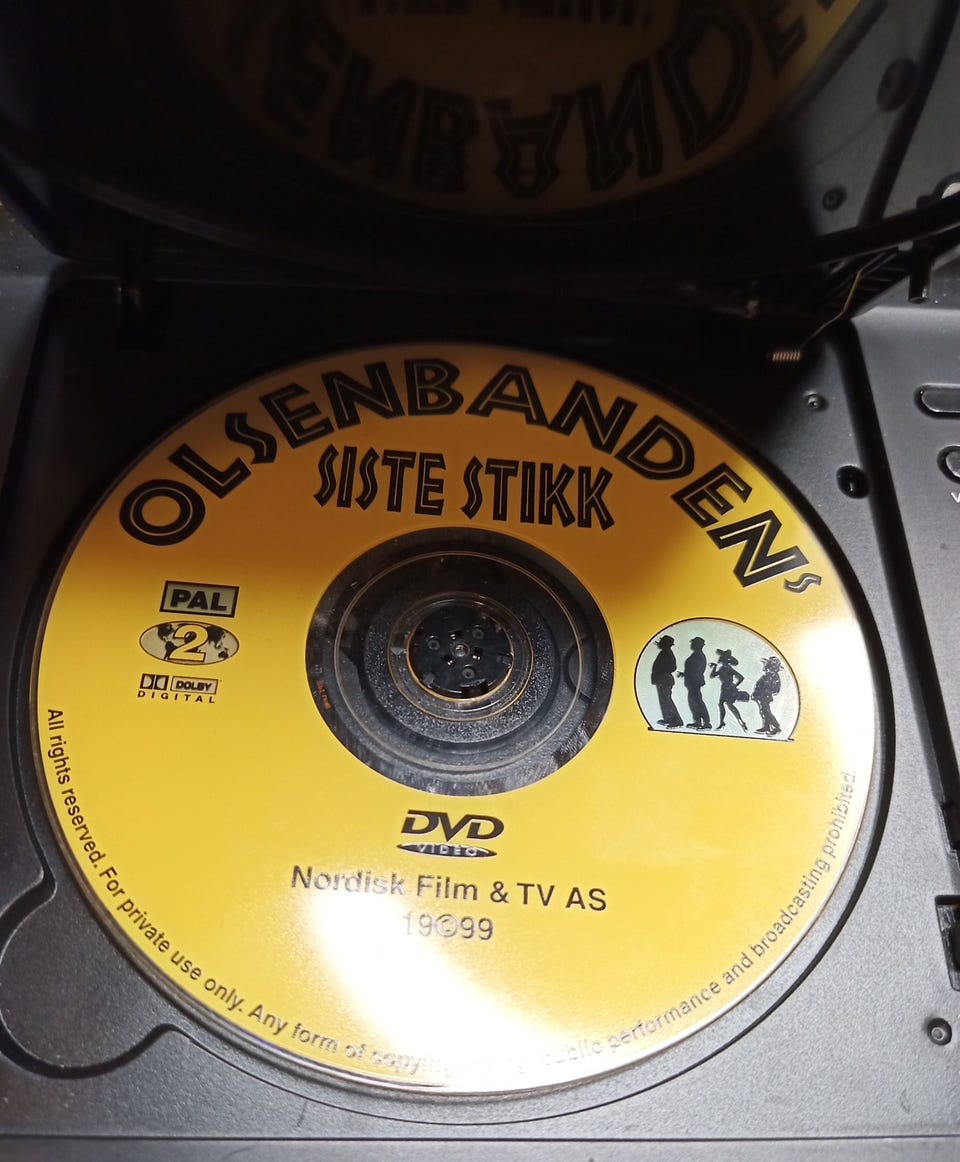 OLSENBANDENs
SISTE STIKK
PAL
2
DOLBY
DIGITAL
DVD
VIDEO
Nordisk Film & TV AS
19©99
All rights reserved. For private use only. Any form of copying, public performance and broadcasting prohibited.